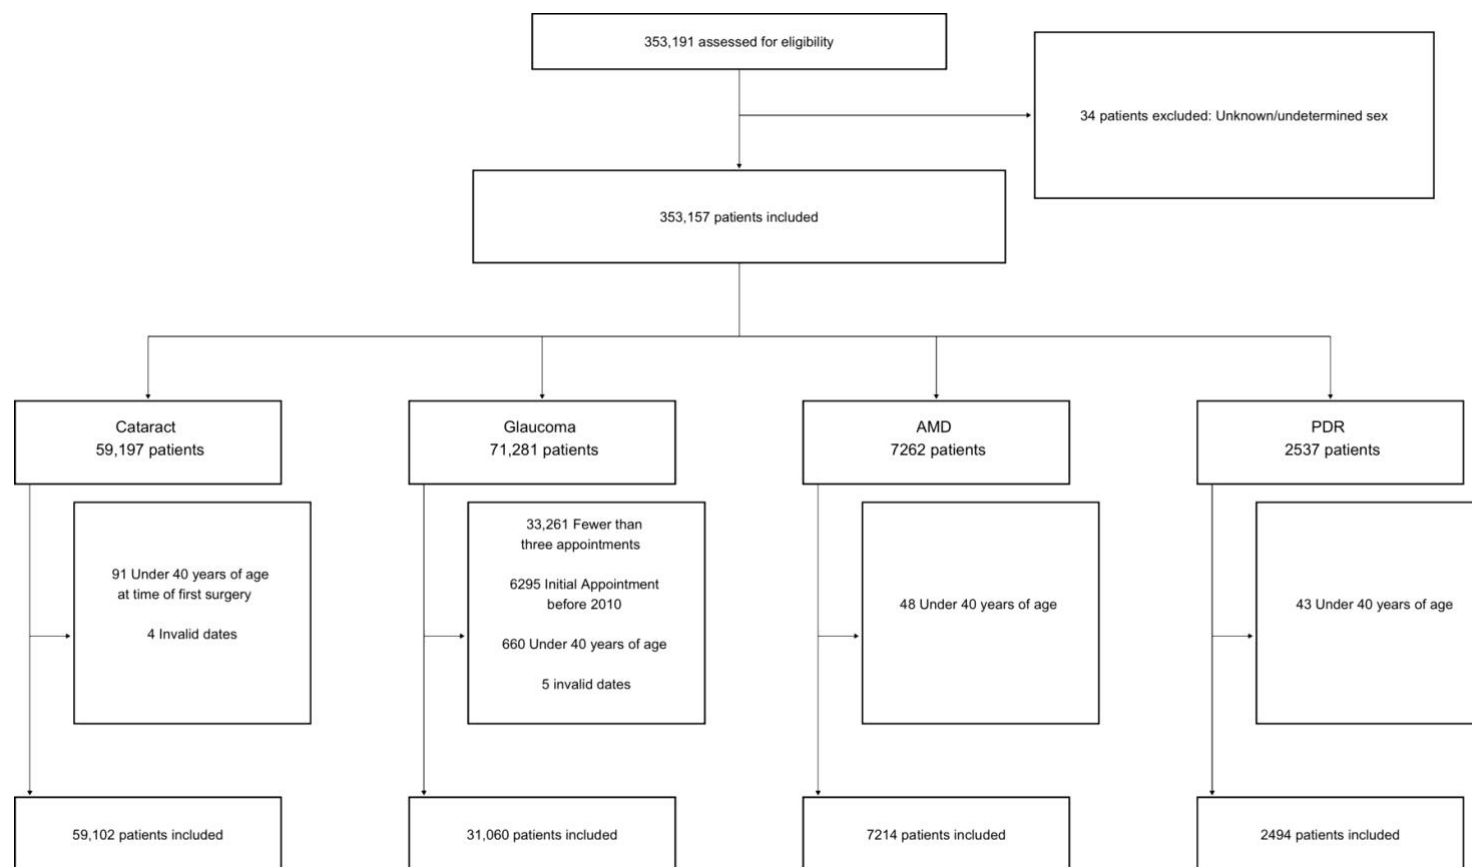 353,191 assessed for eligibility
34 patients excluded: Unknown/undetermined sex
353,157 patients included
Cataract
59,197 patients
Glaucoma
71,281 patients
AMD
7262 patients
PDR
2537 patients
91 Under 40 years of age
at time of first surgery
4 Invalid dates
33,261 Fewer than
three appointments
6295 Initial Appointment
before 2010
660 Under 40 years of age
5 invalid dates
48 Under 40 years of age
43 Under 40 years of age
59,102 patients included
31,060 patients included
7214 patients included
2494 patients included